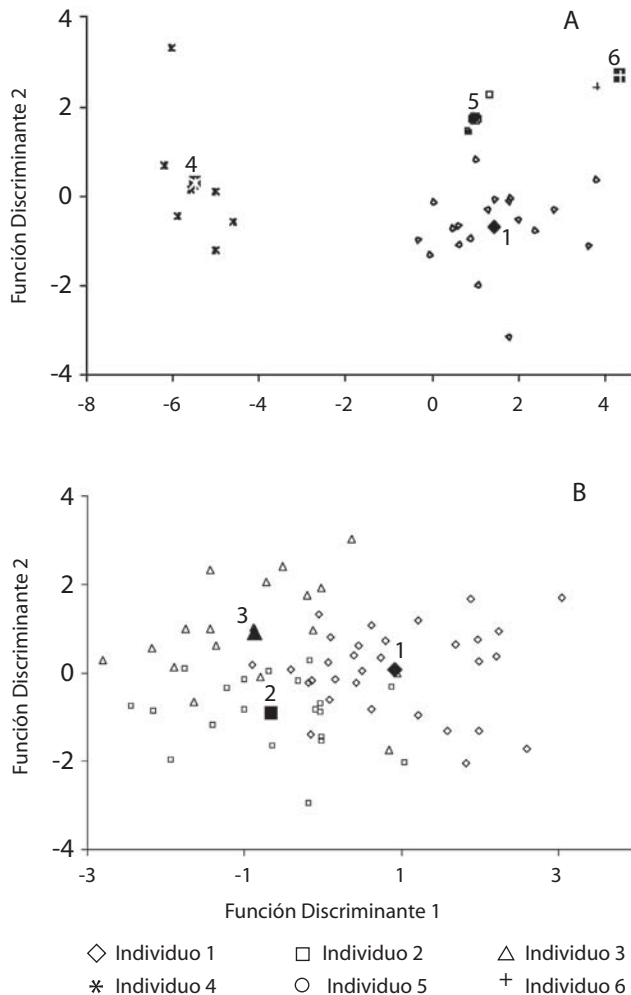 A
Función Discriminante 2
4
2
0
-2
-4
4
5
6
1
-8 -6 -4 -2 0 2 4
B
Función Discriminante 2
4
2
0
-2
-4
3
2
1
-3 -1 1 3
Función Discriminante 1
Individuo 1 Individuo 2 Individuo 3
Individuo 4 Individuo 5 Individuo 6